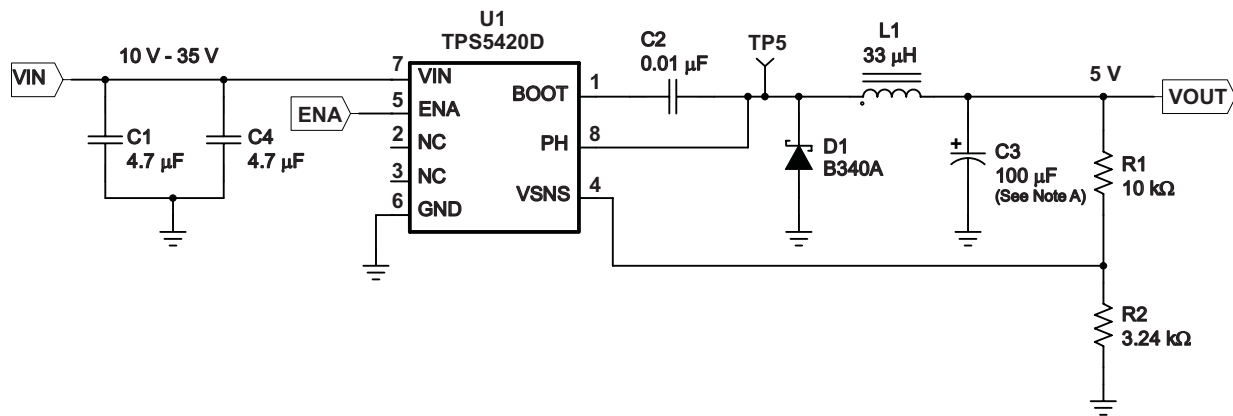 U1
TPS5420D
10 V - 35 V
VIN
7
VIN
ENA
5
ENA
2
NC
3
NC
6
GND
BOOT
1
PH
8
VSNS
4
C1
4.7 μF
C4
4.7 μF
C2
0.01 μF
TP5
L1
33 μH
5 V
VOUT
D1
B340A
+
C3
100 μF
(See Note A)
R1
10 kΩ
R2
3.24 kΩ